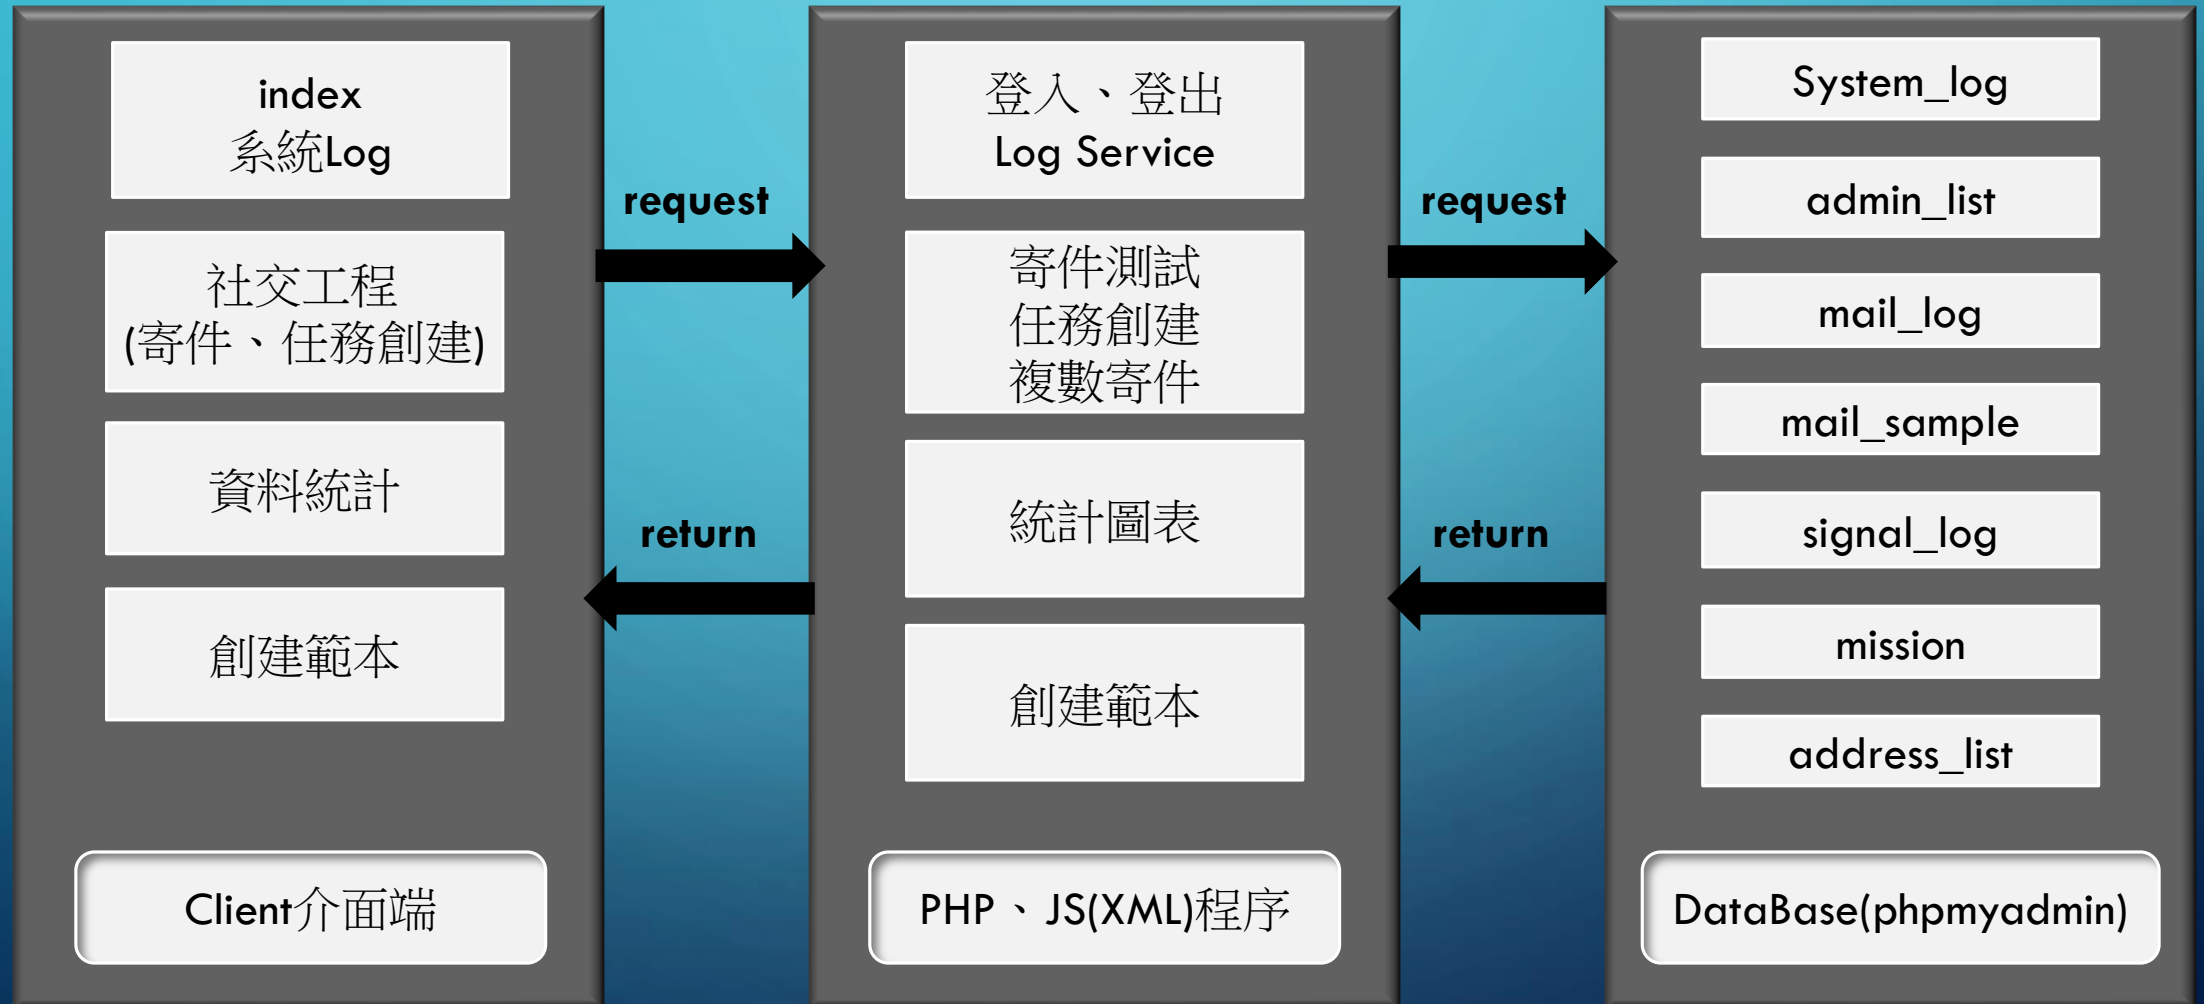 index
系統Log
社交工程
(寄件、任務創建)
資料統計
創建範本
Client介面端
request
return
登入、登出
Log Service
寄件測試
任務創建
複數寄件
統計圖表
創建範本
PHP、JS(XML)程序
request
return
System_log
admin_list
mail_log
mail_sample
signal_log
mission
address_list
DataBase(phpmyadmin)